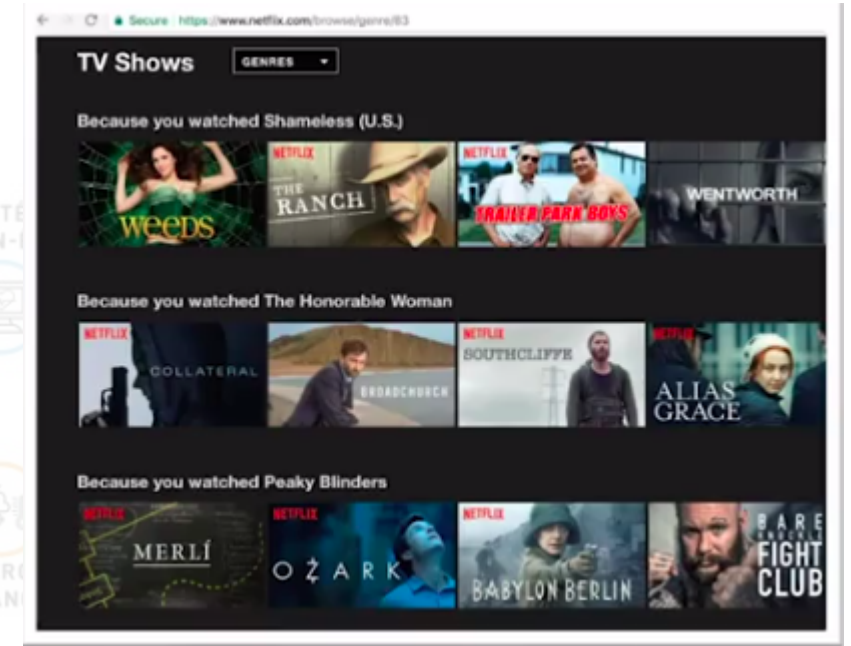 Secure https://www.netflix.com/browse/genre/83
TV Shows GENRES
Because you watched Shameless (U.S.)
WEEDS
NETFLIX
THE
RANCH
NETFLIX
TRAILER PARK BOYS
WENTWORTH
Because you watched The Honorable Woman
NETFLIX
COLLATERAL
BROADCHURCH
NETFLIX
SOUTHCLIFFE
NETFLIX
ALIAS
GRACE
Because you watched Peaky Blinders
NETFLIX
MERLÍ
NETFLIX
OZARK
NETFLIX
BABYLON BERLIN
BARE
KNUCKLE
FIGHT
CLUB